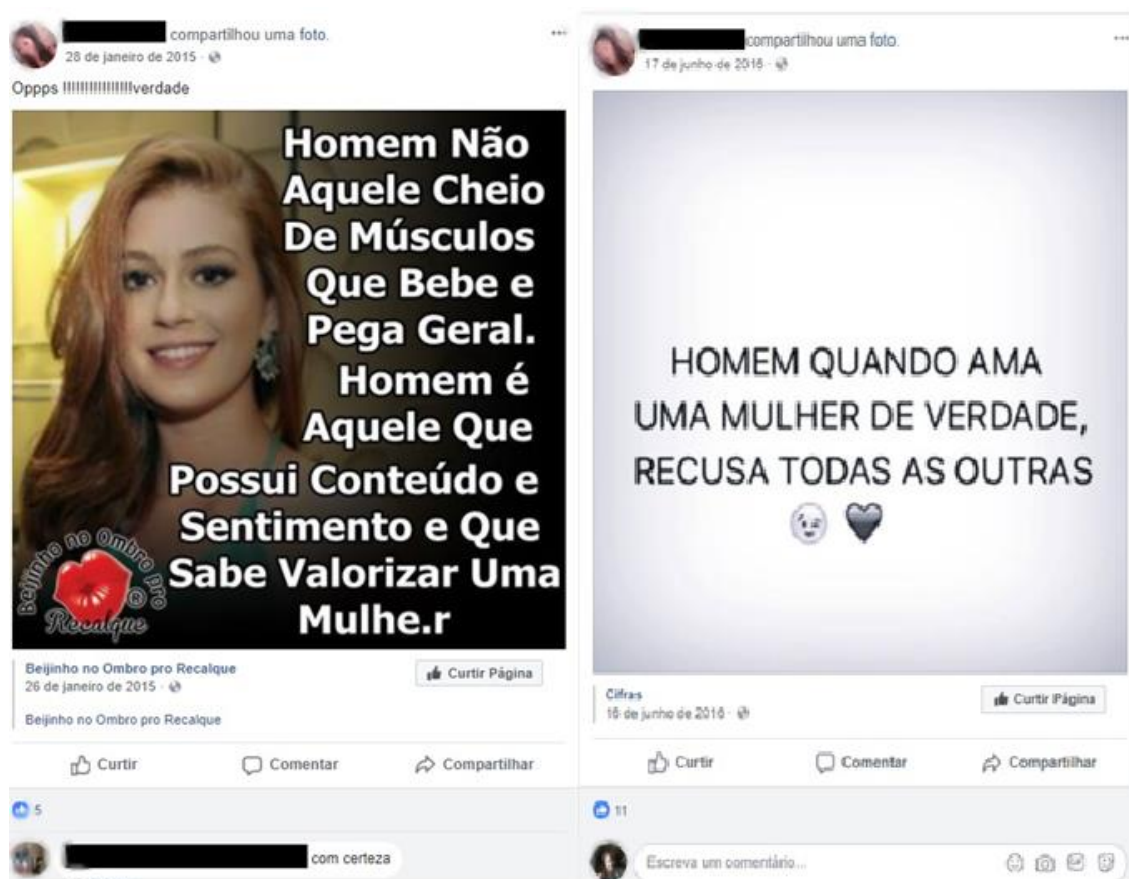 compartilhou uma foto.
28 de janeiro de 2015 ·
Oppps !!!!!!!!!!!!!!!!verdade
Homem Não
Aquele Cheio
De Músculos
Que Bebe e
Pega Geral.
Homem é
Aquele Que
Possui Conteúdo e
Sentimento e Que
Sabe Valorizar Uma
Mulhe.r
Beijinho no Ombro pro
Recalque
®
Beijinho no Ombro pro Recalque
26 de janeiro de 2015 ·
Curtir Página
Beijinho no Ombro pro Recalque
Curtir
Comentar
Compartilhar
5
com certeza
compartilhou uma foto.
17 de junho de 2016 ·
HOMEM QUANDO AMA
UMA MULHER DE VERDADE,
RECUSA TODAS AS OUTRAS
Cifras
16 de junho de 2016 ·
Curtir Página
Curtir
Comentar
Compartilhar
11
Escreva um comentário...